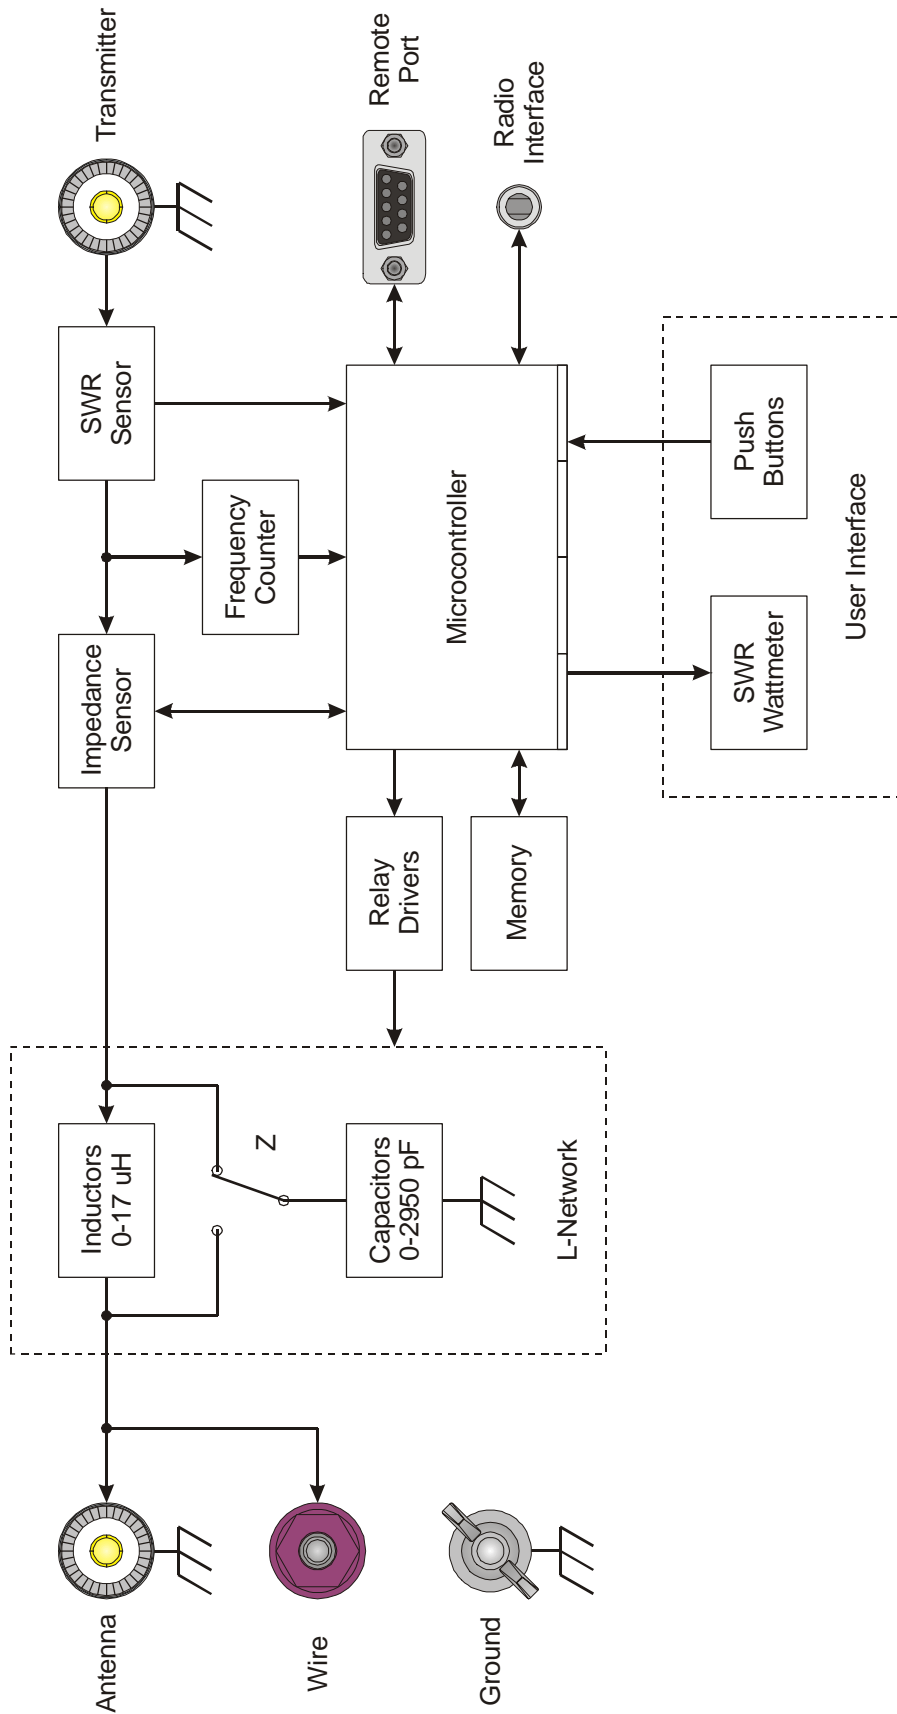 Transmitter
SWR
Sensor
Impedance
Sensor
Inductors
0-17 uH
Antenna
Frequency
Counter
Z
Wire
Remote
Port
Microcontroller
Relay
Drivers
Capacitors
0-2950 pF
Radio
Interface
Memory
Ground
L-Network
Push
Buttons
SWR
Wattmeter
User Interface